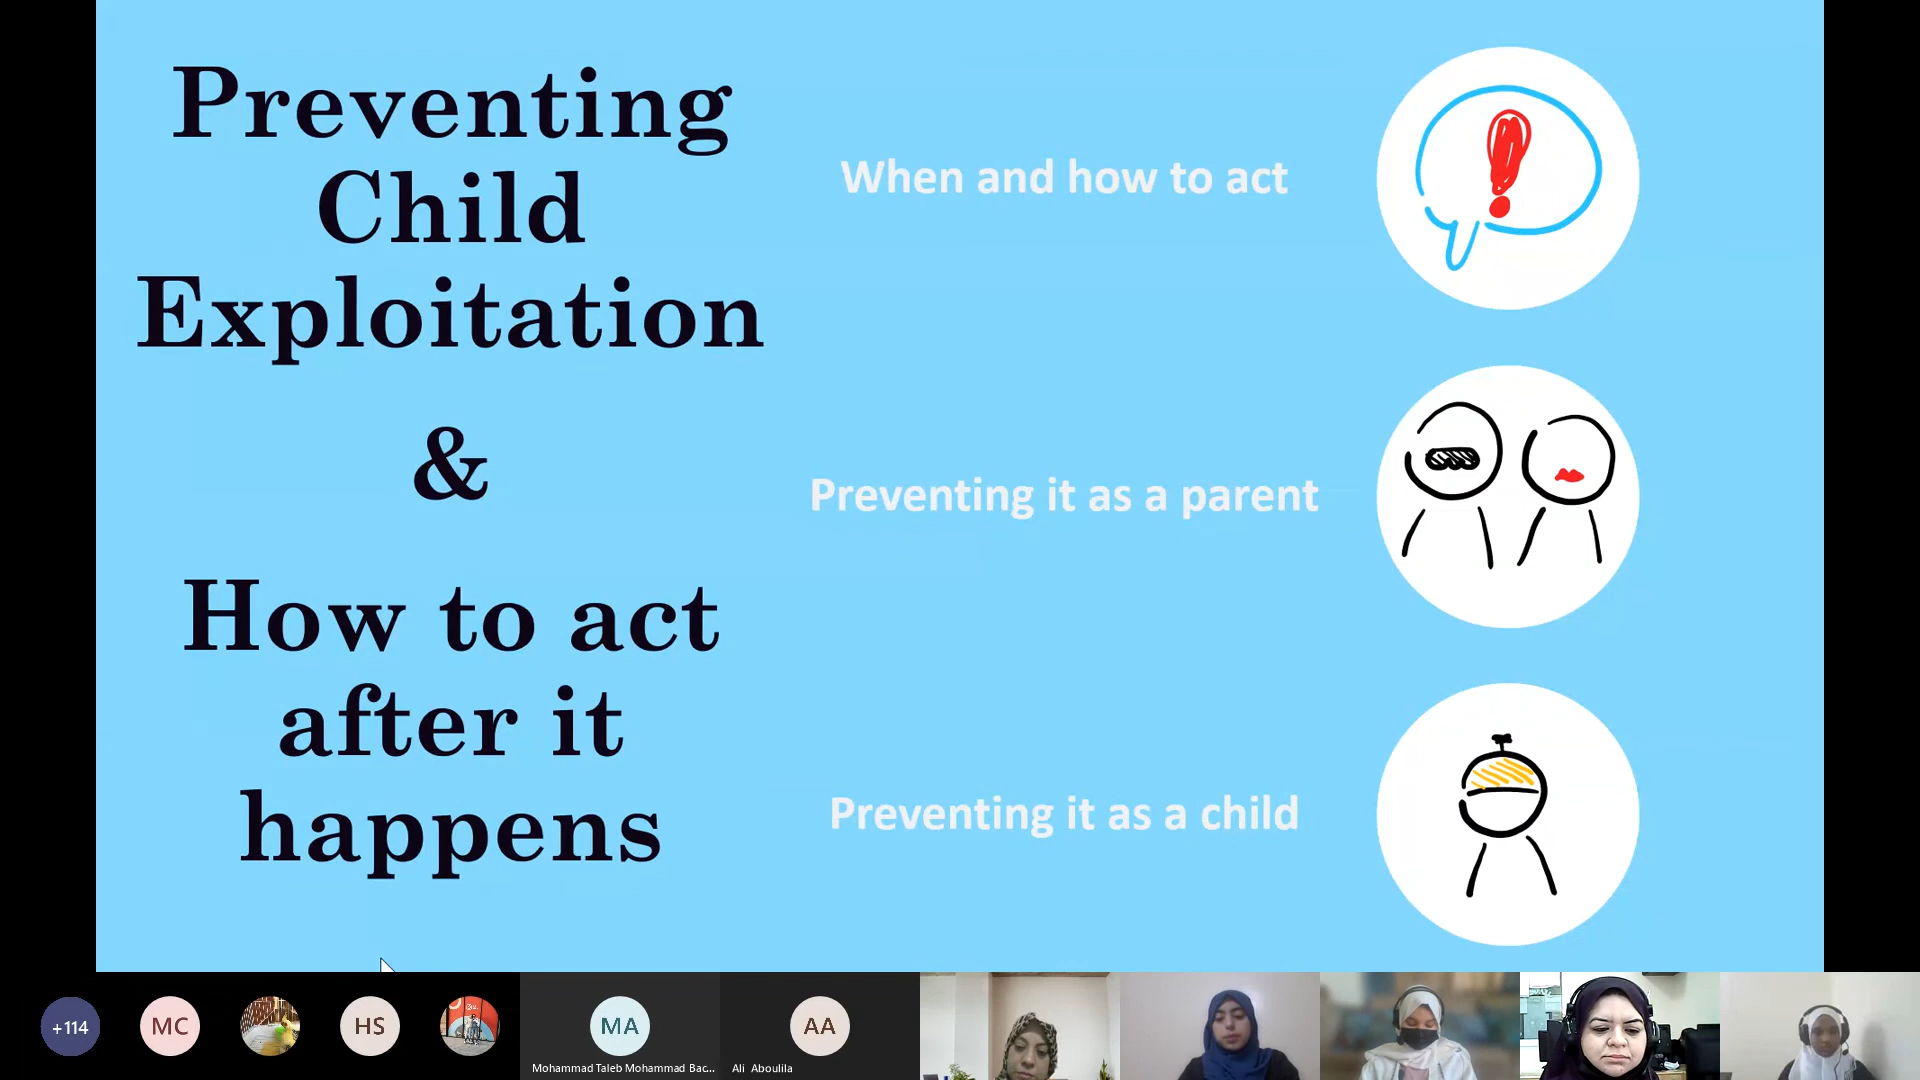 Preventing
Child
Exploitation
&
How to act
after it
happens
When and how to act
Preventing it as a parent
Preventing it as a child
+114
MC
HS
MA
Mohammad Taleb Mohammad Bac...
AA
Ali Aboulila